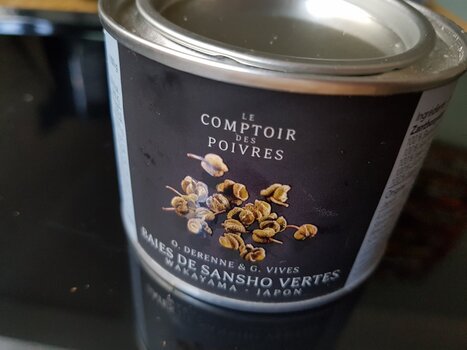 LE
COMPTOIR
DES
POIVRES
O. DERENNE & G. VIVES
BAIES DE SANSHO VERTES
WAKAYAMA - JAPON